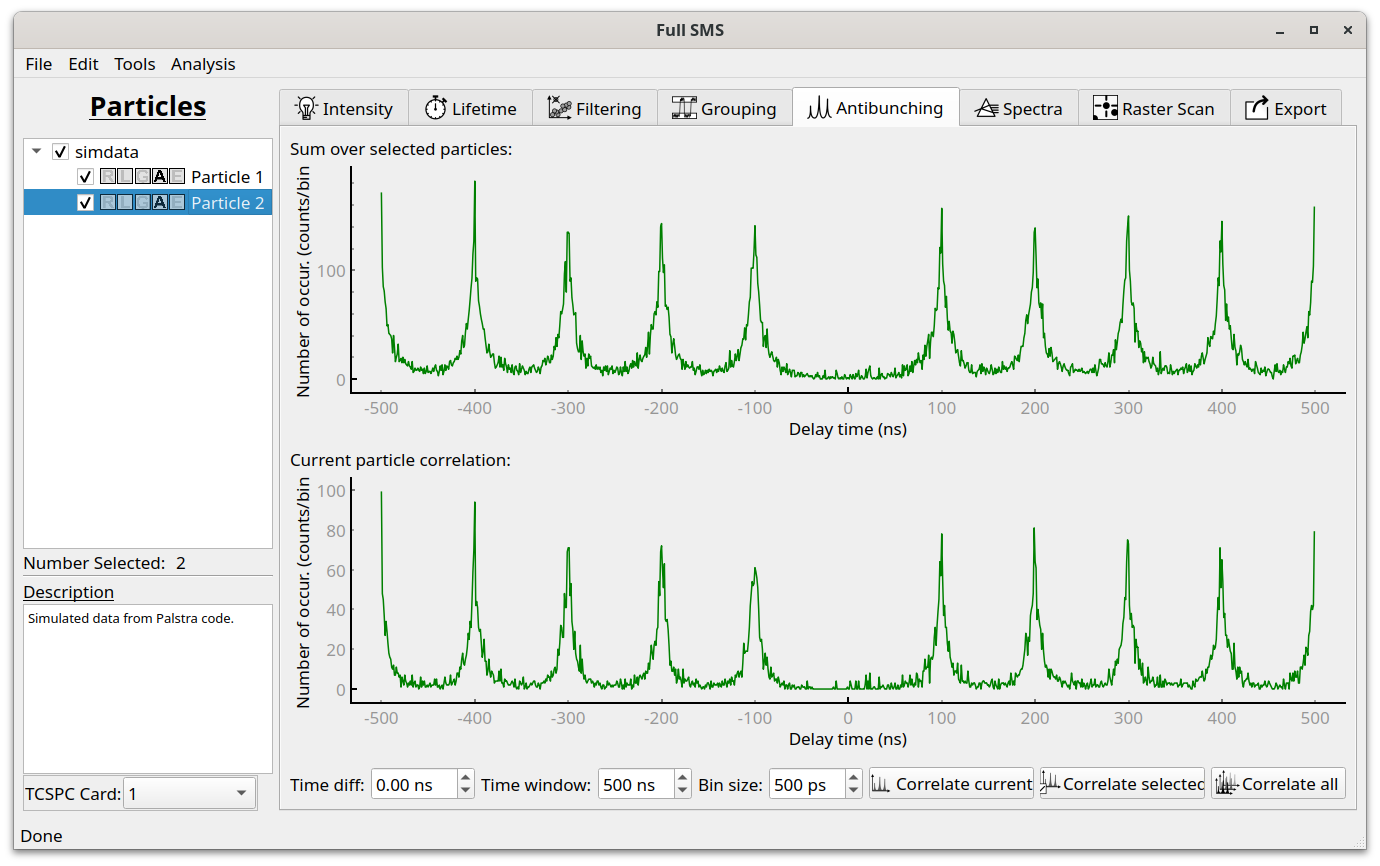 Full SMS
File Edit Tools Analysis
Particles
simdata
R L G A E Particle 1
R L G A E Particle 2
Number Selected: 2
Description
Simulated data from Palstra code.
TCSPC Card: 1
Done
Intensity Lifetime Filtering Grouping Antibunching Spectra Raster Scan Export
Sum over selected particles:
Number of occur. (counts/bin
100
0
-500 -400 -300 -200 -100 0 100 200 300 400 500
Delay time (ns)
Current particle correlation:
Number of occur. (counts/bin
100
80
60
40
20
0
-500 -400 -300 -200 -100 0 100 200 300 400 500
Delay time (ns)
Time diff: 0.00 ns Time window: 500 ns Bin size: 500 ps Correlate current Correlate selected Correlate all